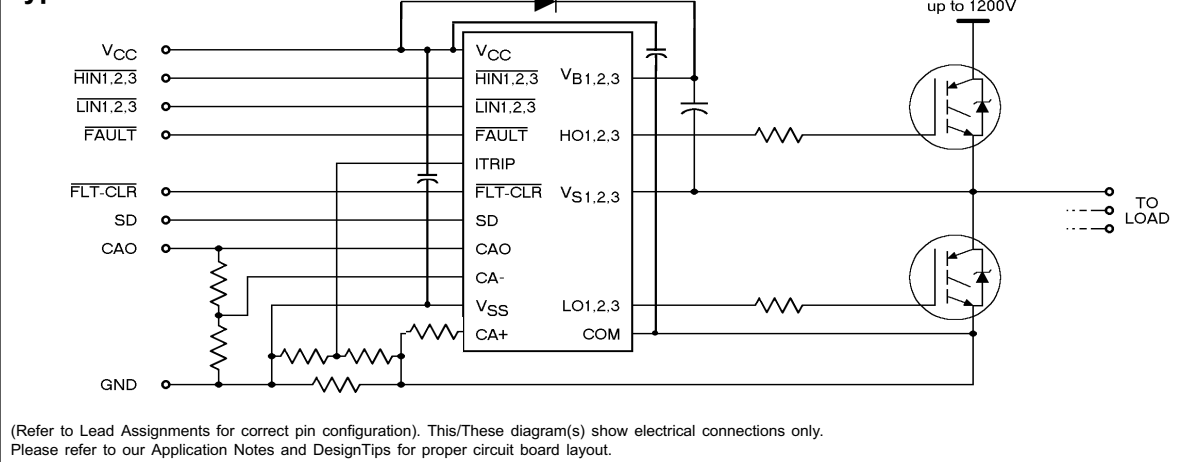 up to 1200V
VCC
HIN1,2,3
LIN1,2,3
FAULT
FLT-CLR
SD
CAO
GND
VCC
HIN1,2,3
LIN1,2,3
FAULT
ITRIP
FLT-CLR
SD
CAO
CA-
VSS
CA+
VB1,2,3
HO1,2,3
VS1,2,3
LO1,2,3
COM
TO
LOAD
(Refer to Lead Assignments for correct pin configuration). This/These diagram(s) show electrical connections only.
Please refer to our Application Notes and DesignTips for proper circuit board layout.